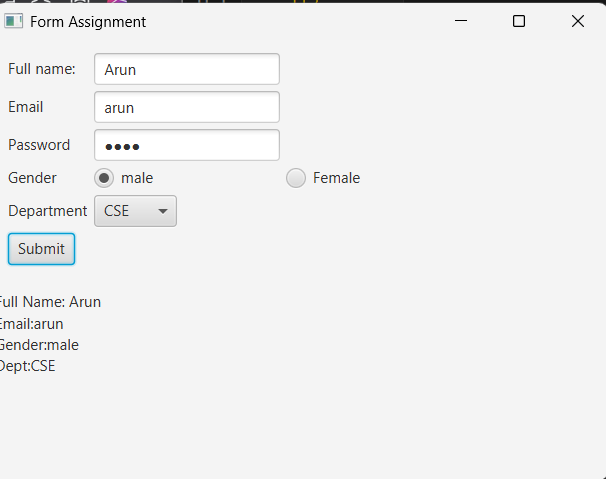 Form Assignment
Full name: Arun
Email arun
Password ●●●●
Gender male Female
Department CSE
Submit
Full Name: Arun
Email:arun
Gender:male
Dept:CSE